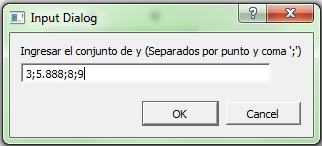 Input Dialog
Ingresar el conjunto de y (Separados por punto y coma ';')
3;5.888;8;9
OK
Cancel